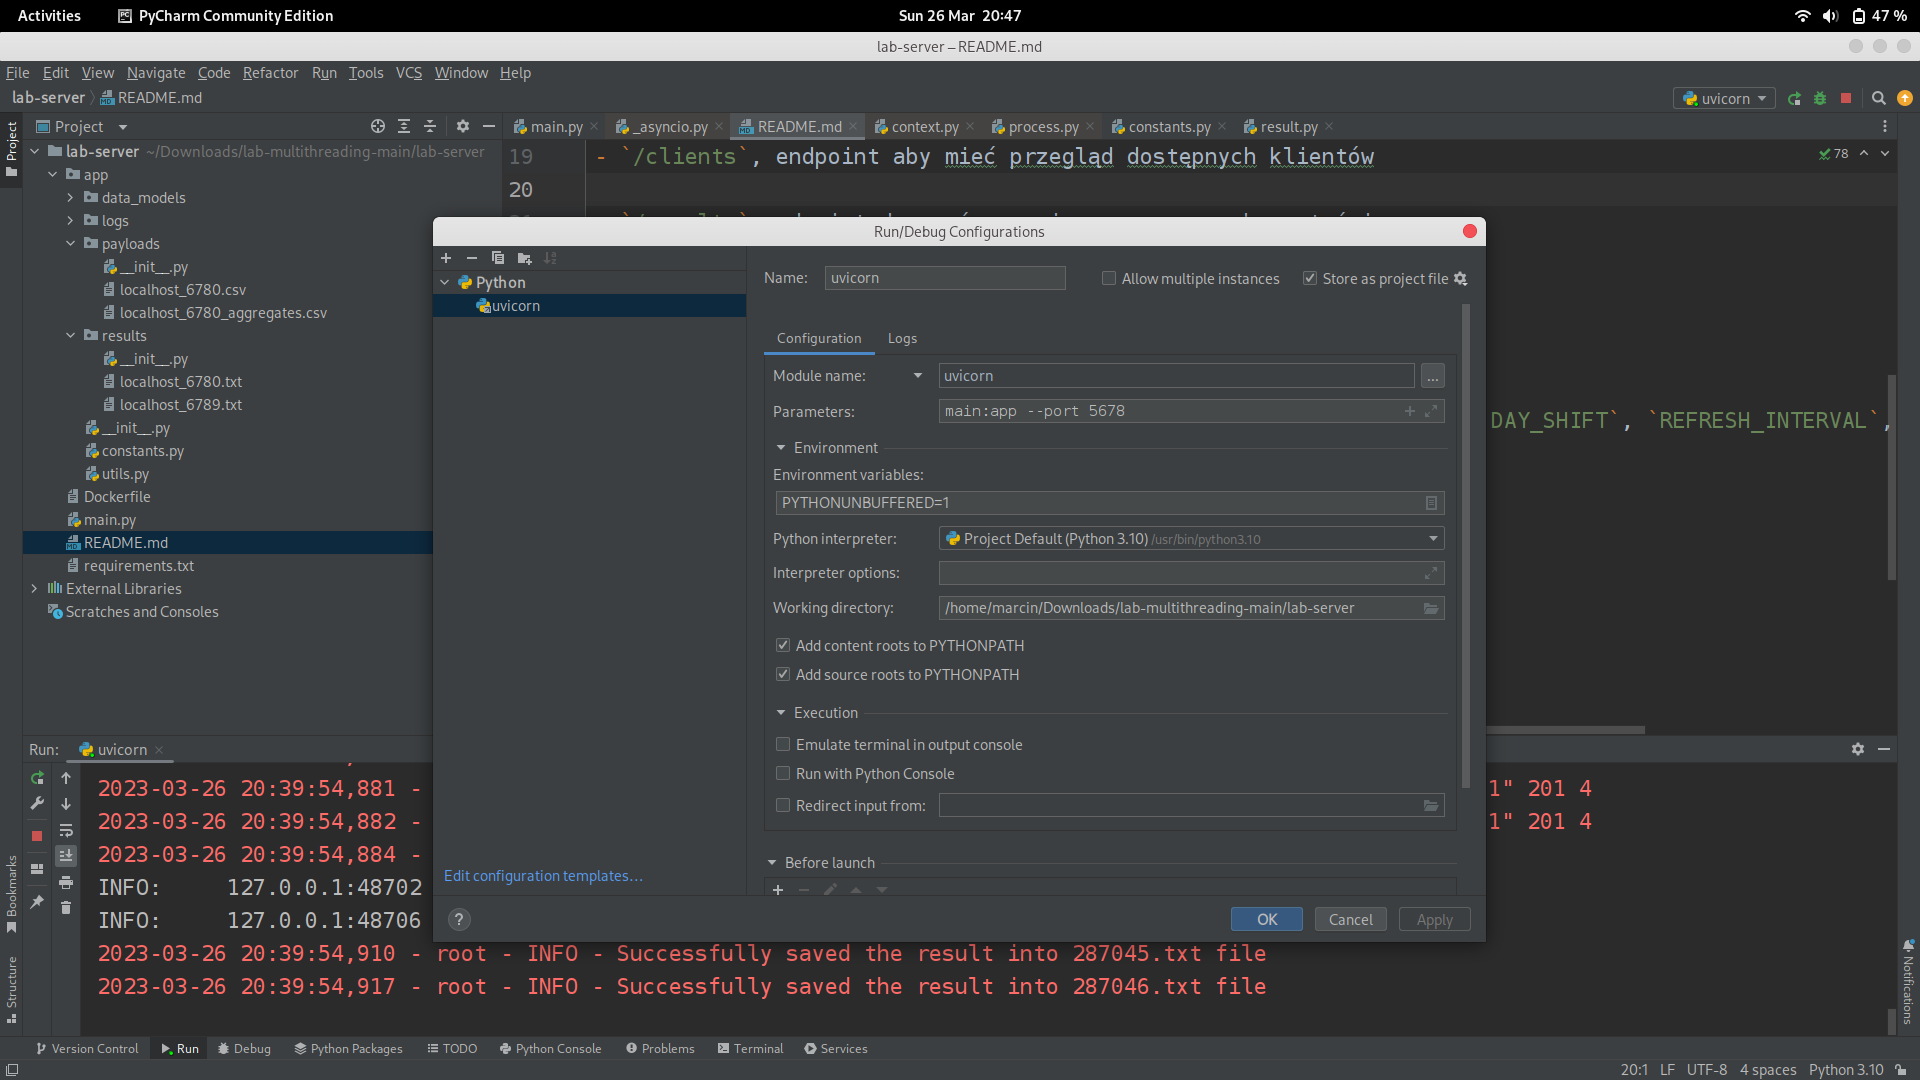 Activities
PyCharm Community Edition
Sun 26 Mar 20:47
47 %
lab-server – README.md
File Edit View Navigate Code Refactor Run Tools VCS Window Help
lab-server README.md
uvicorn
Project
Project
main.py
_asyncio.py
README.md
context.py
process.py
constants.py
result.py
lab-server ~/Downloads/lab-multithreading-main/lab-server
app
data_models
logs
payloads
__init__.py
localhost_6780.csv
localhost_6780_aggregates.csv
results
__init__.py
localhost_6780.txt
localhost_6789.txt
__init__.py
constants.py
utils.py
Dockerfile
main.py
README.md
requirements.txt
External Libraries
Scratches and Consoles
19 - `/clients`, endpoint aby mieć przegląd dostępnych klientów
78
20
DAY_SHIFT`, `REFRESH_INTERVAL`,
Run/Debug Configurations
Python
uvicorn
Edit configuration templates...
Name: uvicorn
Allow multiple instances
Store as project file
Configuration Logs
Module name: uvicorn
...
Parameters: main:app --port 5678
Environment
Environment variables:
PYTHONUNBUFFERED=1
Python interpreter: Project Default (Python 3.10) /usr/bin/python3.10
Interpreter options:
Working directory: /home/marcin/Downloads/lab-multithreading-main/lab-server
Add content roots to PYTHONPATH
Add source roots to PYTHONPATH
Execution
Emulate terminal in output console
Run with Python Console
Redirect input from:
Before launch
?
OK Cancel Apply
Run: uvicorn
2023-03-26 20:39:54,881 -
1" 201 4
2023-03-26 20:39:54,882 -
1" 201 4
2023-03-26 20:39:54,884 -
INFO: 127.0.0.1:48702
INFO: 127.0.0.1:48706
2023-03-26 20:39:54,910 - root - INFO - Successfully saved the result into 287045.txt file
2023-03-26 20:39:54,917 - root - INFO - Successfully saved the result into 287046.txt file
Bookmarks
Structure
Notifications
Version Control Run Debug Python Packages TODO Python Console Problems Terminal Services
20:1 LF UTF-8 4 spaces Python 3.10